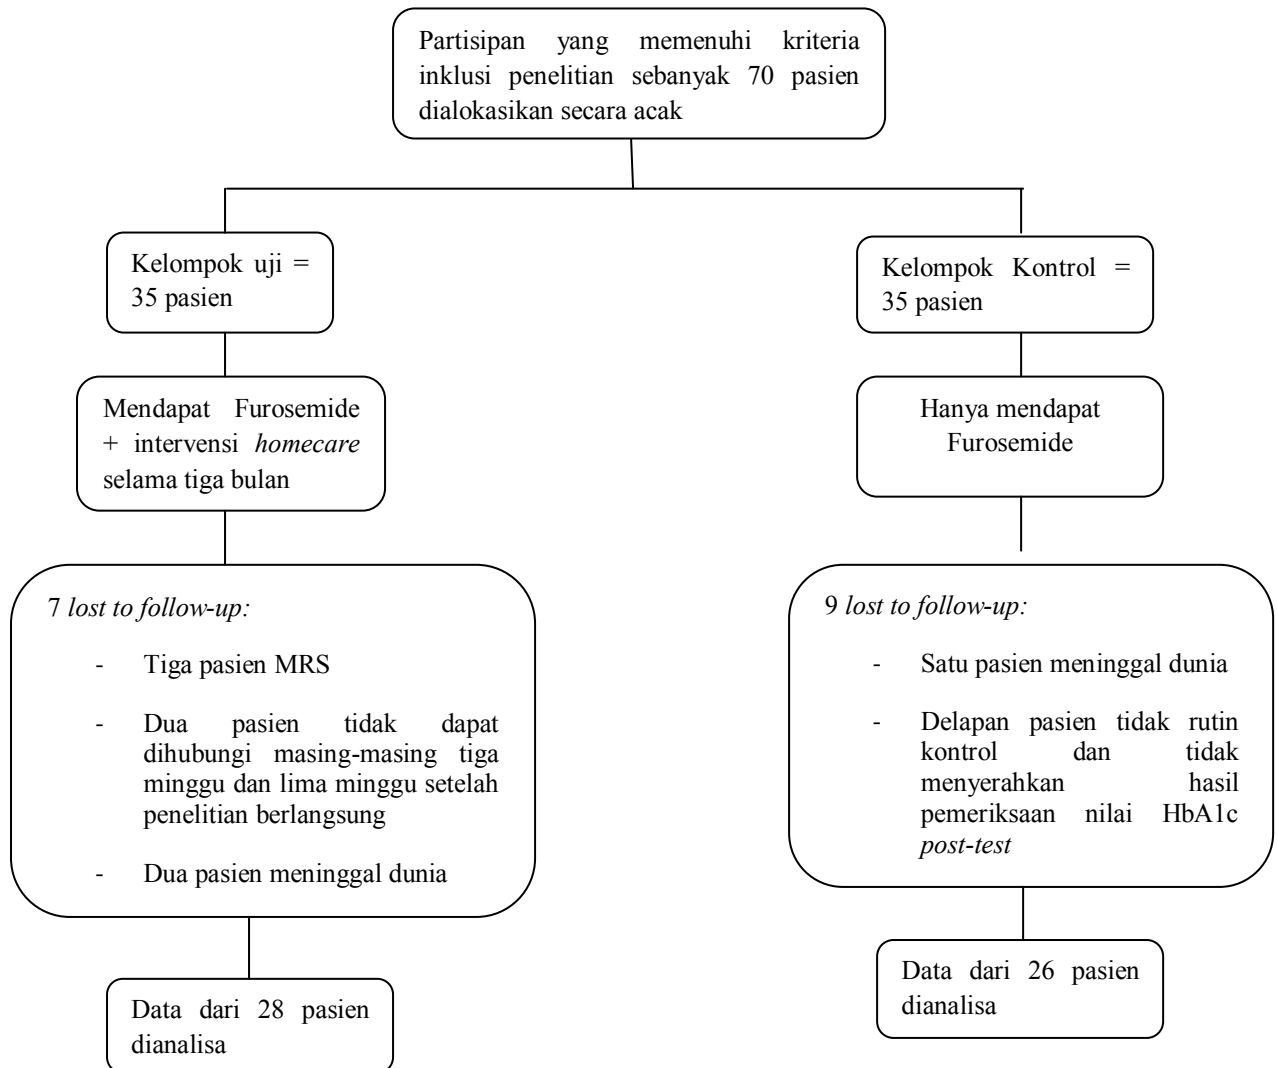 Partisipan yang memenuhi kriteria
inklusi penelitian sebanyak 70 pasien
dialokasikan secara acak
Kelompok uji =
35 pasien
Kelompok Kontrol =
35 pasien
Mendapat Furosemide
+ intervensi homecare
selama tiga bulan
Hanya mendapat
Furosemide
7 lost to follow-up:
- Tiga pasien MRS
- Dua pasien tidak dapat
dihubungi masing-masing tiga
minggu dan lima minggu setelah
penelitian berlangsung
- Dua pasien meninggal dunia
9 lost to follow-up:
- Satu pasien meninggal dunia
- Delapan pasien tidak rutin
kontrol dan tidak
menyerahkan hasil
pemeriksaan nilai HbA1c
post-test
Data dari 28 pasien
dianalisa
Data dari 26 pasien
dianalisa